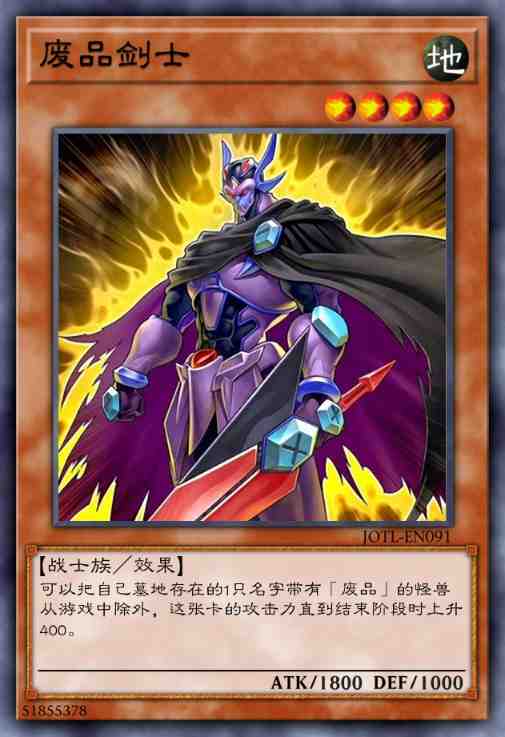 废品剑士
地
JOTL-EN091
【战士族／效果】
可以把自己墓地存在的1只名字带有「废品」的怪兽
从游戏中除外，这张卡的攻击力直到结束阶段时上升
400。
ATK/1800 DEF/1000
51855378